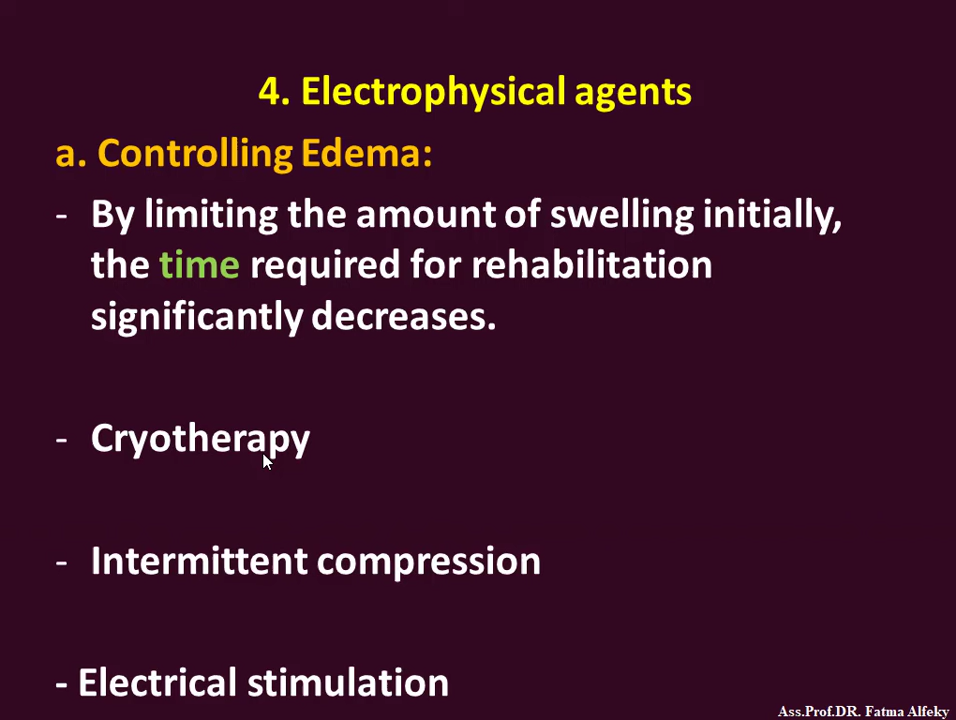 4. Electrophysical agents
a. Controlling Edema:
- By limiting the amount of swelling initially,
the time required for rehabilitation
significantly decreases.
- Cryotherapy
- Intermittent compression
- Electrical stimulation
Ass.Prof.DR. Fatma Alfeky